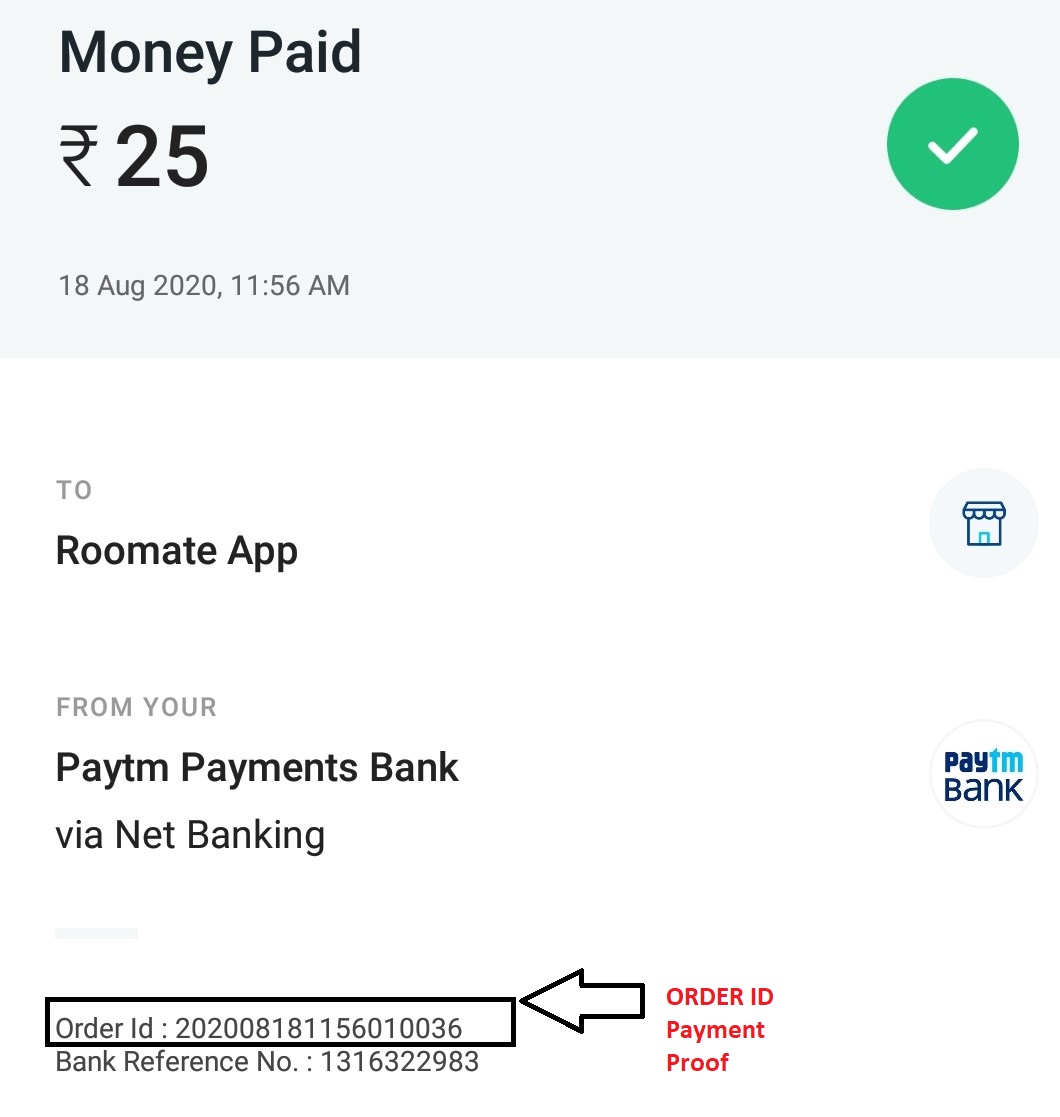 Money Paid
₹ 25
18 Aug 2020, 11:56 AM
TO
Roomate App
FROM YOUR
Paytm Payments Bank
via Net Banking
paytm
BANK
Order Id : 202008181156010036
Bank Reference No. : 1316322983
ORDER ID
Payment
Proof